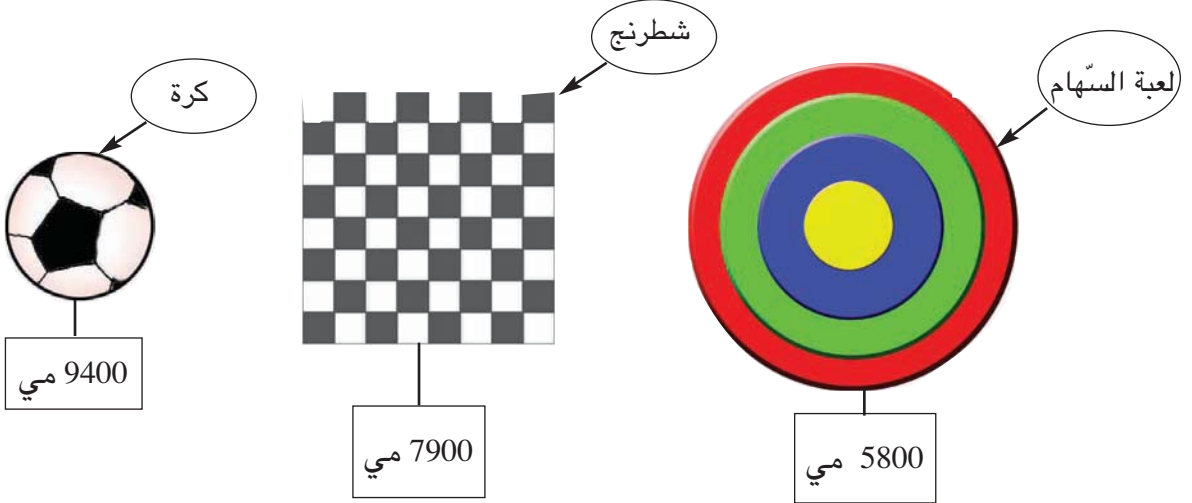 شطرنج
لعبة السّهام
كرة
9400 مي
7900 مي
5800 مي